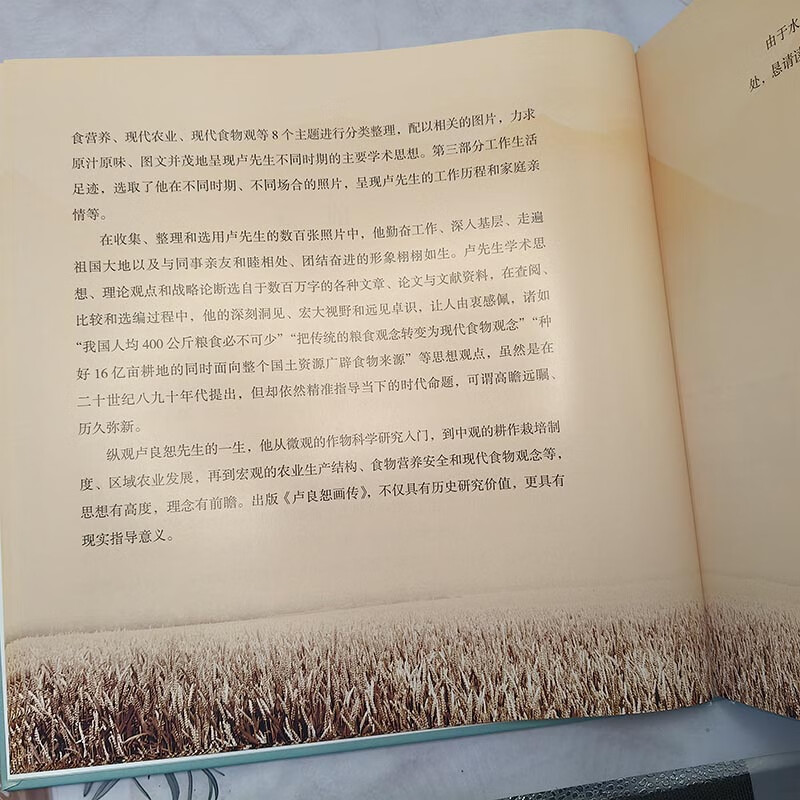 食营养、现代农业、现代食物观等 8 个主题进行分类整理，配以相关的图片，力求
原汁原味、图文并茂地呈现卢先生不同时期的主要学术思想。第三部分工作生活
足迹，选取了他在不同时期、不同场合的照片，呈现卢先生的工作历程和家庭亲
情等。
在收集、整理和选用卢先生的数百张照片中，他勤奋工作、深入基层、走遍
祖国大地以及与同事亲友和睦相处、团结奋进的形象栩栩如生。卢先生学术思
想、理论观点和战略论断选自于数百万字的各种文章、论文与文献资料，在查阅、
比较和选编过程中，他的深刻洞见、宏大视野和远见卓识，让人由衷感佩，诸如
“我国人均 400 公斤粮食必不可少”“把传统的粮食观念转变为现代食物观念”“种
好 16 亿亩耕地的同时面向整个国土资源广辟食物来源”等思想观点，虽然是在
二十世纪八九十年代提出，但却依然精准指导当下的时代命题，可谓高瞻远瞩、
历久弥新。
纵观卢良恕先生的一生，他从微观的作物科学研究入门，到中观的耕作栽培制
度、区域农业发展，再到宏观的农业生产结构、食物营养安全和现代食物观念等，
思想有高度，理念有前瞻。出版《卢良恕画传》，不仅具有历史研究价值，更具有
现实指导意义。
由于水
处，恳请读